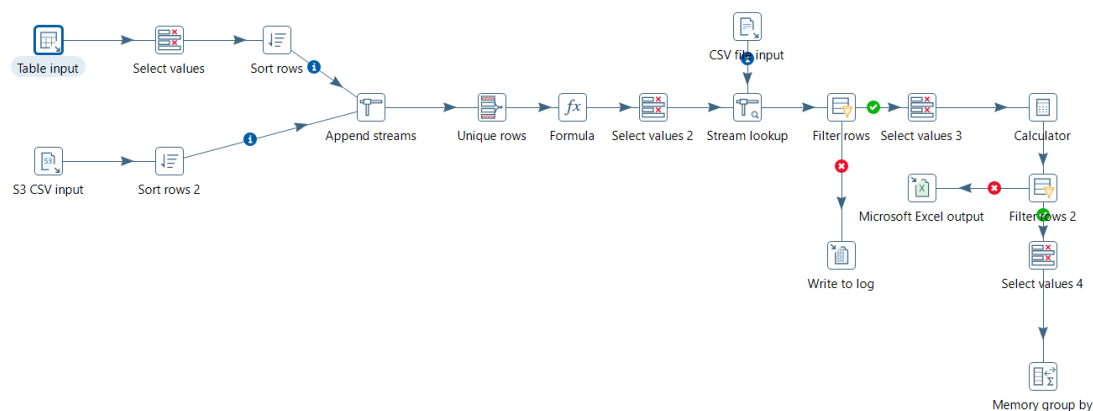 CSV file input
Table input
Select values
Sort rows
Append streams
Unique rows
Formula
Select values 2
Stream lookup
Filter rows
Select values 3
Calculator
S3 CSV input
Sort rows 2
Microsoft Excel output
Filter rows 2
Write to log
Select values 4
Memory group by